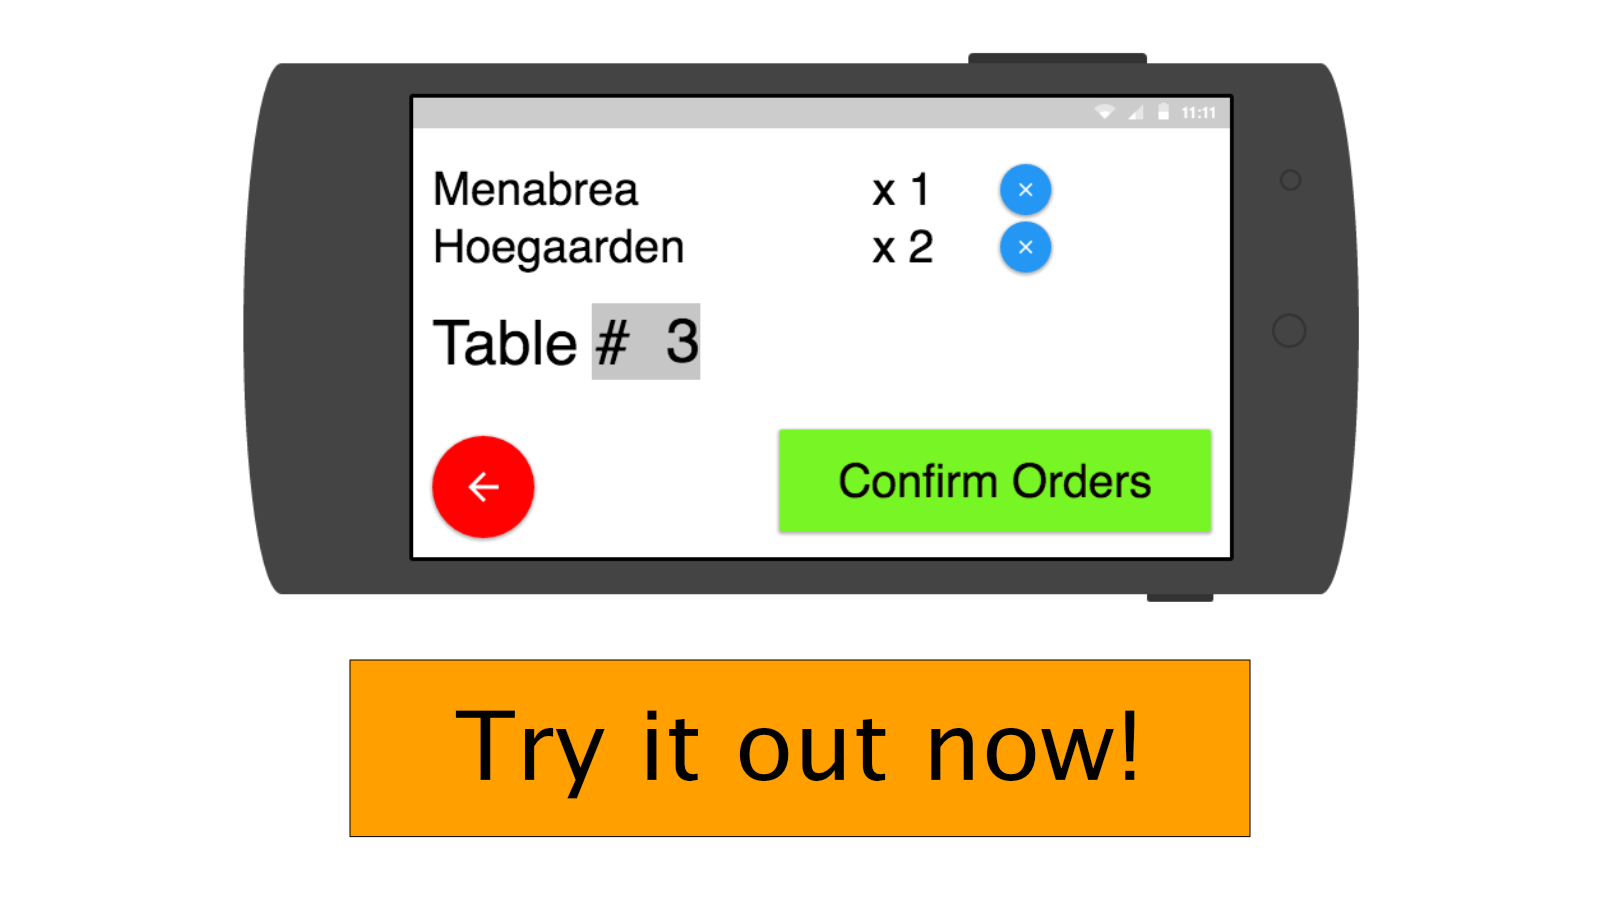 11:11
Menabrea x 1
Hoegaarden x 2
Table # 3
Confirm Orders
Try it out now!